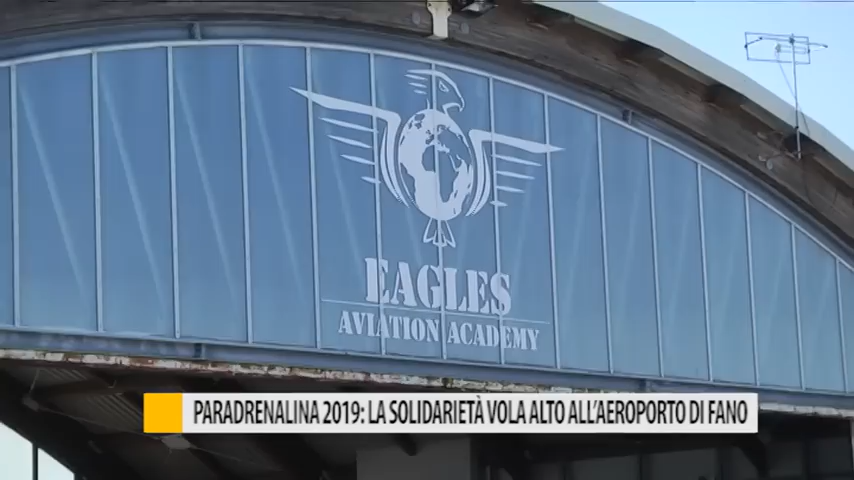 EAGLES
AVIATION ACADEMY
PARADRENALINA 2019: LA SOLIDARIETÀ VOLA ALTO ALL'AEROPORTO DI FANO